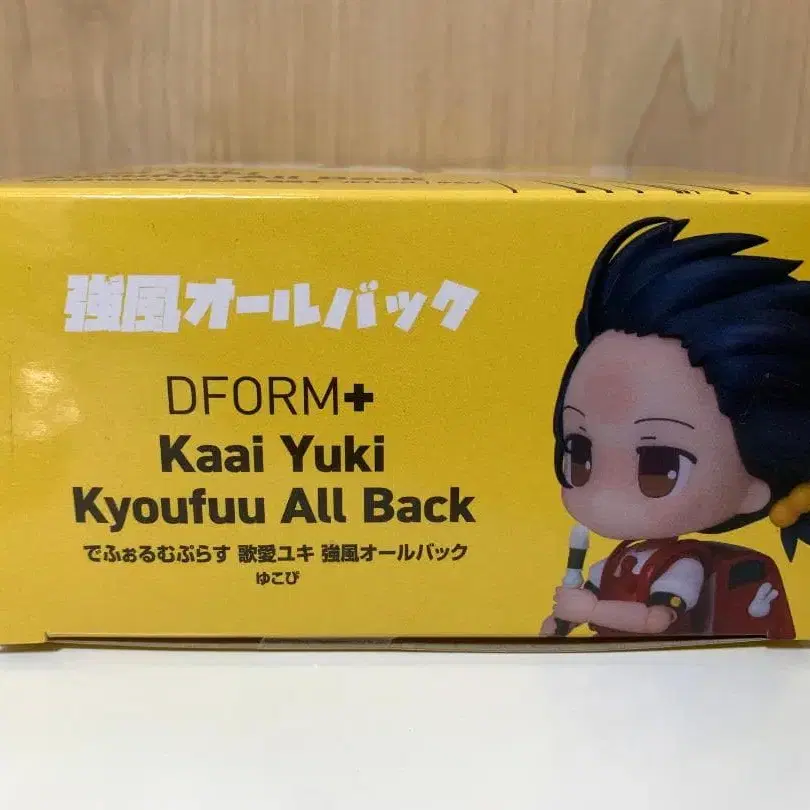 強風オールバック
DFORM+
Kaai Yuki
Kyoufuu All Back
でふぉるむぷらす 歌愛ユキ 強風オールバック
ゆこぴ